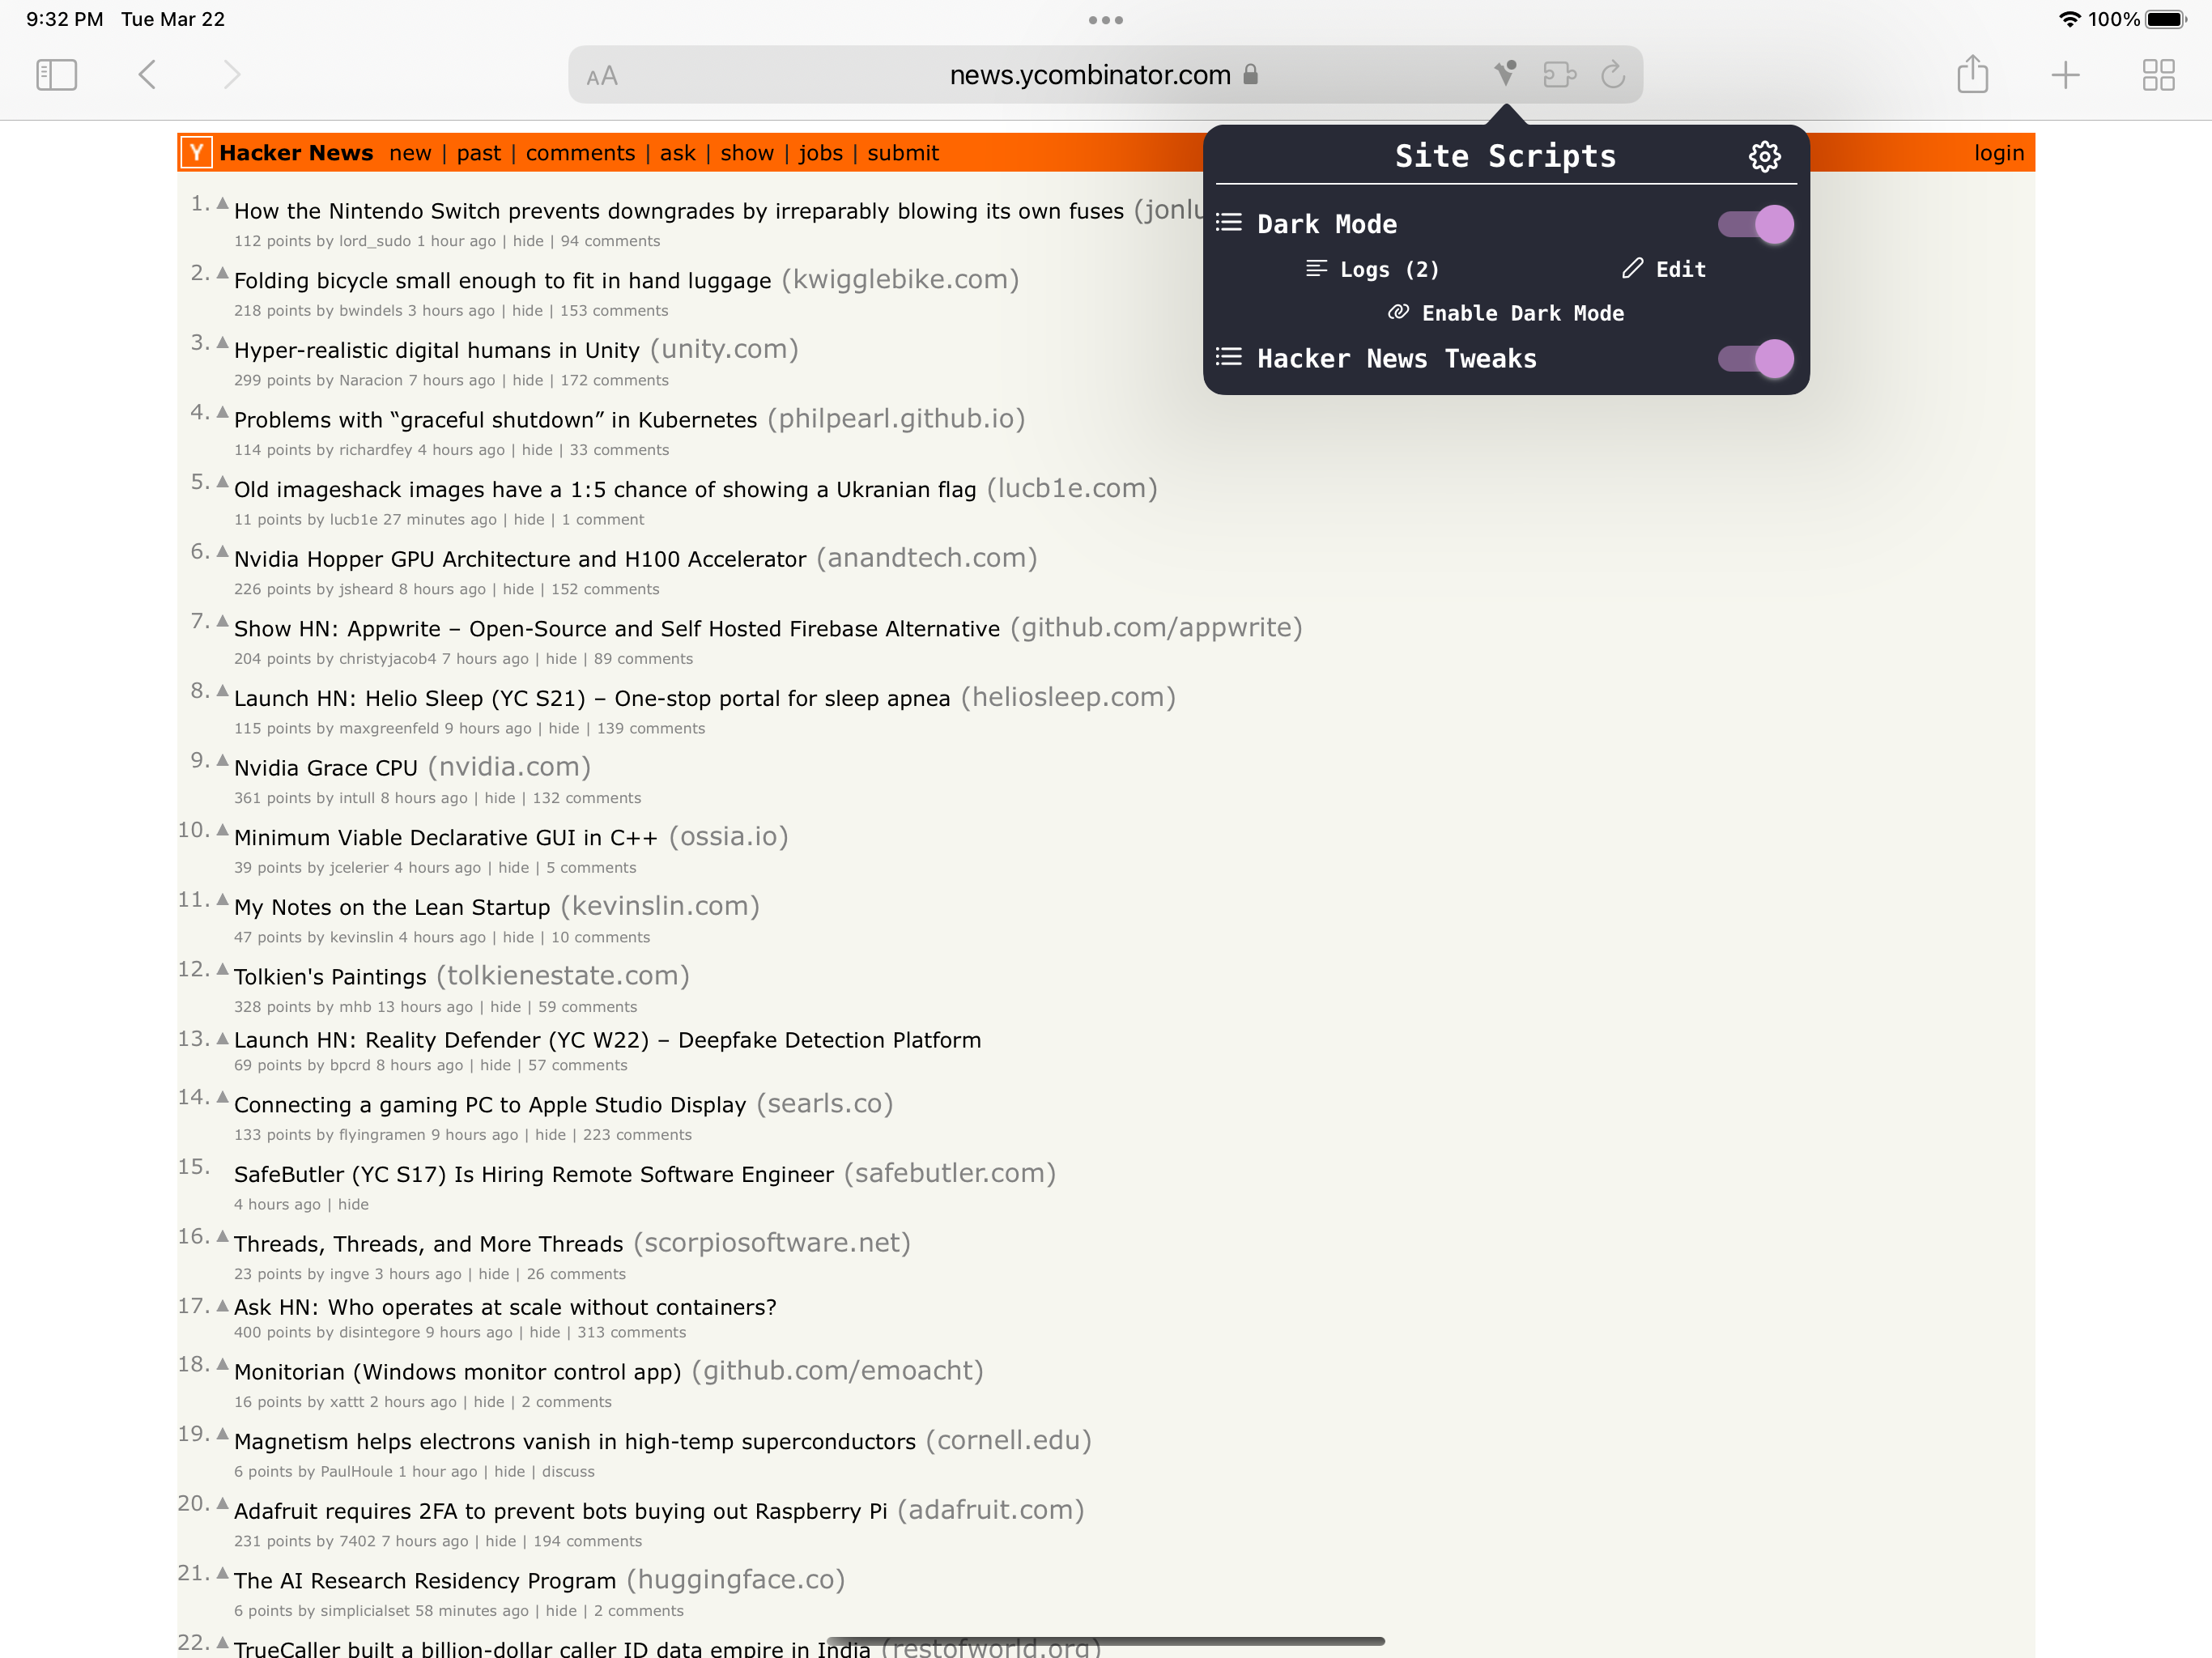 9:32 PM Tue Mar 22
100%
AA
news.ycombinator.com
Y Hacker News new | past | comments | ask | show | jobs | submit
login
Site Scripts
Dark Mode
Logs (2)
Edit
Enable Dark Mode
Hacker News Tweaks
1. How the Nintendo Switch prevents downgrades by irreparably blowing its own fuses
112 points by lord_sudo 1 hour ago | hide | 94 comments
2. Folding bicycle small enough to fit in hand luggage (kwigglebike.com)
218 points by bwindels 3 hours ago | hide | 153 comments
3. Hyper-realistic digital humans in Unity (unity.com)
299 points by Naracion 7 hours ago | hide | 172 comments
4. Problems with “graceful shutdown” in Kubernetes (philpearl.github.io)
114 points by richardfey 4 hours ago | hide | 33 comments
5. Old imageshack images have a 1:5 chance of showing a Ukranian flag (lucb1e.com)
11 points by lucb1e 27 minutes ago | hide | 1 comment
6. Nvidia Hopper GPU Architecture and H100 Accelerator (anandtech.com)
226 points by jsheard 8 hours ago | hide | 152 comments
7. Show HN: Appwrite – Open-Source and Self Hosted Firebase Alternative (github.com/appwrite)
204 points by christyjacob4 7 hours ago | hide | 89 comments
8. Launch HN: Helio Sleep (YC S21) – One-stop portal for sleep apnea (heliosleep.com)
115 points by maxgreenfeld 9 hours ago | hide | 139 comments
9. Nvidia Grace CPU (nvidia.com)
361 points by intull 8 hours ago | hide | 132 comments
10. Minimum Viable Declarative GUI in C++ (ossia.io)
39 points by jcelerier 4 hours ago | hide | 5 comments
11. My Notes on the Lean Startup (kevinslin.com)
47 points by kevinslin 4 hours ago | hide | 10 comments
12. Tolkien's Paintings (tolkienestate.com)
328 points by mhb 13 hours ago | hide | 59 comments
13. Launch HN: Reality Defender (YC W22) – Deepfake Detection Platform
69 points by bpcrd 8 hours ago | hide | 57 comments
14. Connecting a gaming PC to Apple Studio Display (searls.co)
133 points by flyingramen 9 hours ago | hide | 223 comments
15. SafeButler (YC S17) Is Hiring Remote Software Engineer (safebutler.com)
4 hours ago | hide
16. Threads, Threads, and More Threads (scorpiosoftware.net)
23 points by ingve 3 hours ago | hide | 26 comments
17. Ask HN: Who operates at scale without containers?
400 points by disintegore 9 hours ago | hide | 313 comments
18. Monitorian (Windows monitor control app) (github.com/emoacht)
16 points by xattt 2 hours ago | hide | 2 comments
19. Magnetism helps electrons vanish in high-temp superconductors (cornell.edu)
6 points by PaulHoule 1 hour ago | hide | discuss
20. Adafruit requires 2FA to prevent bots buying out Raspberry Pi (adafruit.com)
231 points by 7402 7 hours ago | hide | 194 comments
21. The AI Research Residency Program (huggingface.co)
6 points by simplicialset 58 minutes ago | hide | 2 comments
22. TrueCaller built a billion-dollar caller ID data empire in India (restofworld.org)